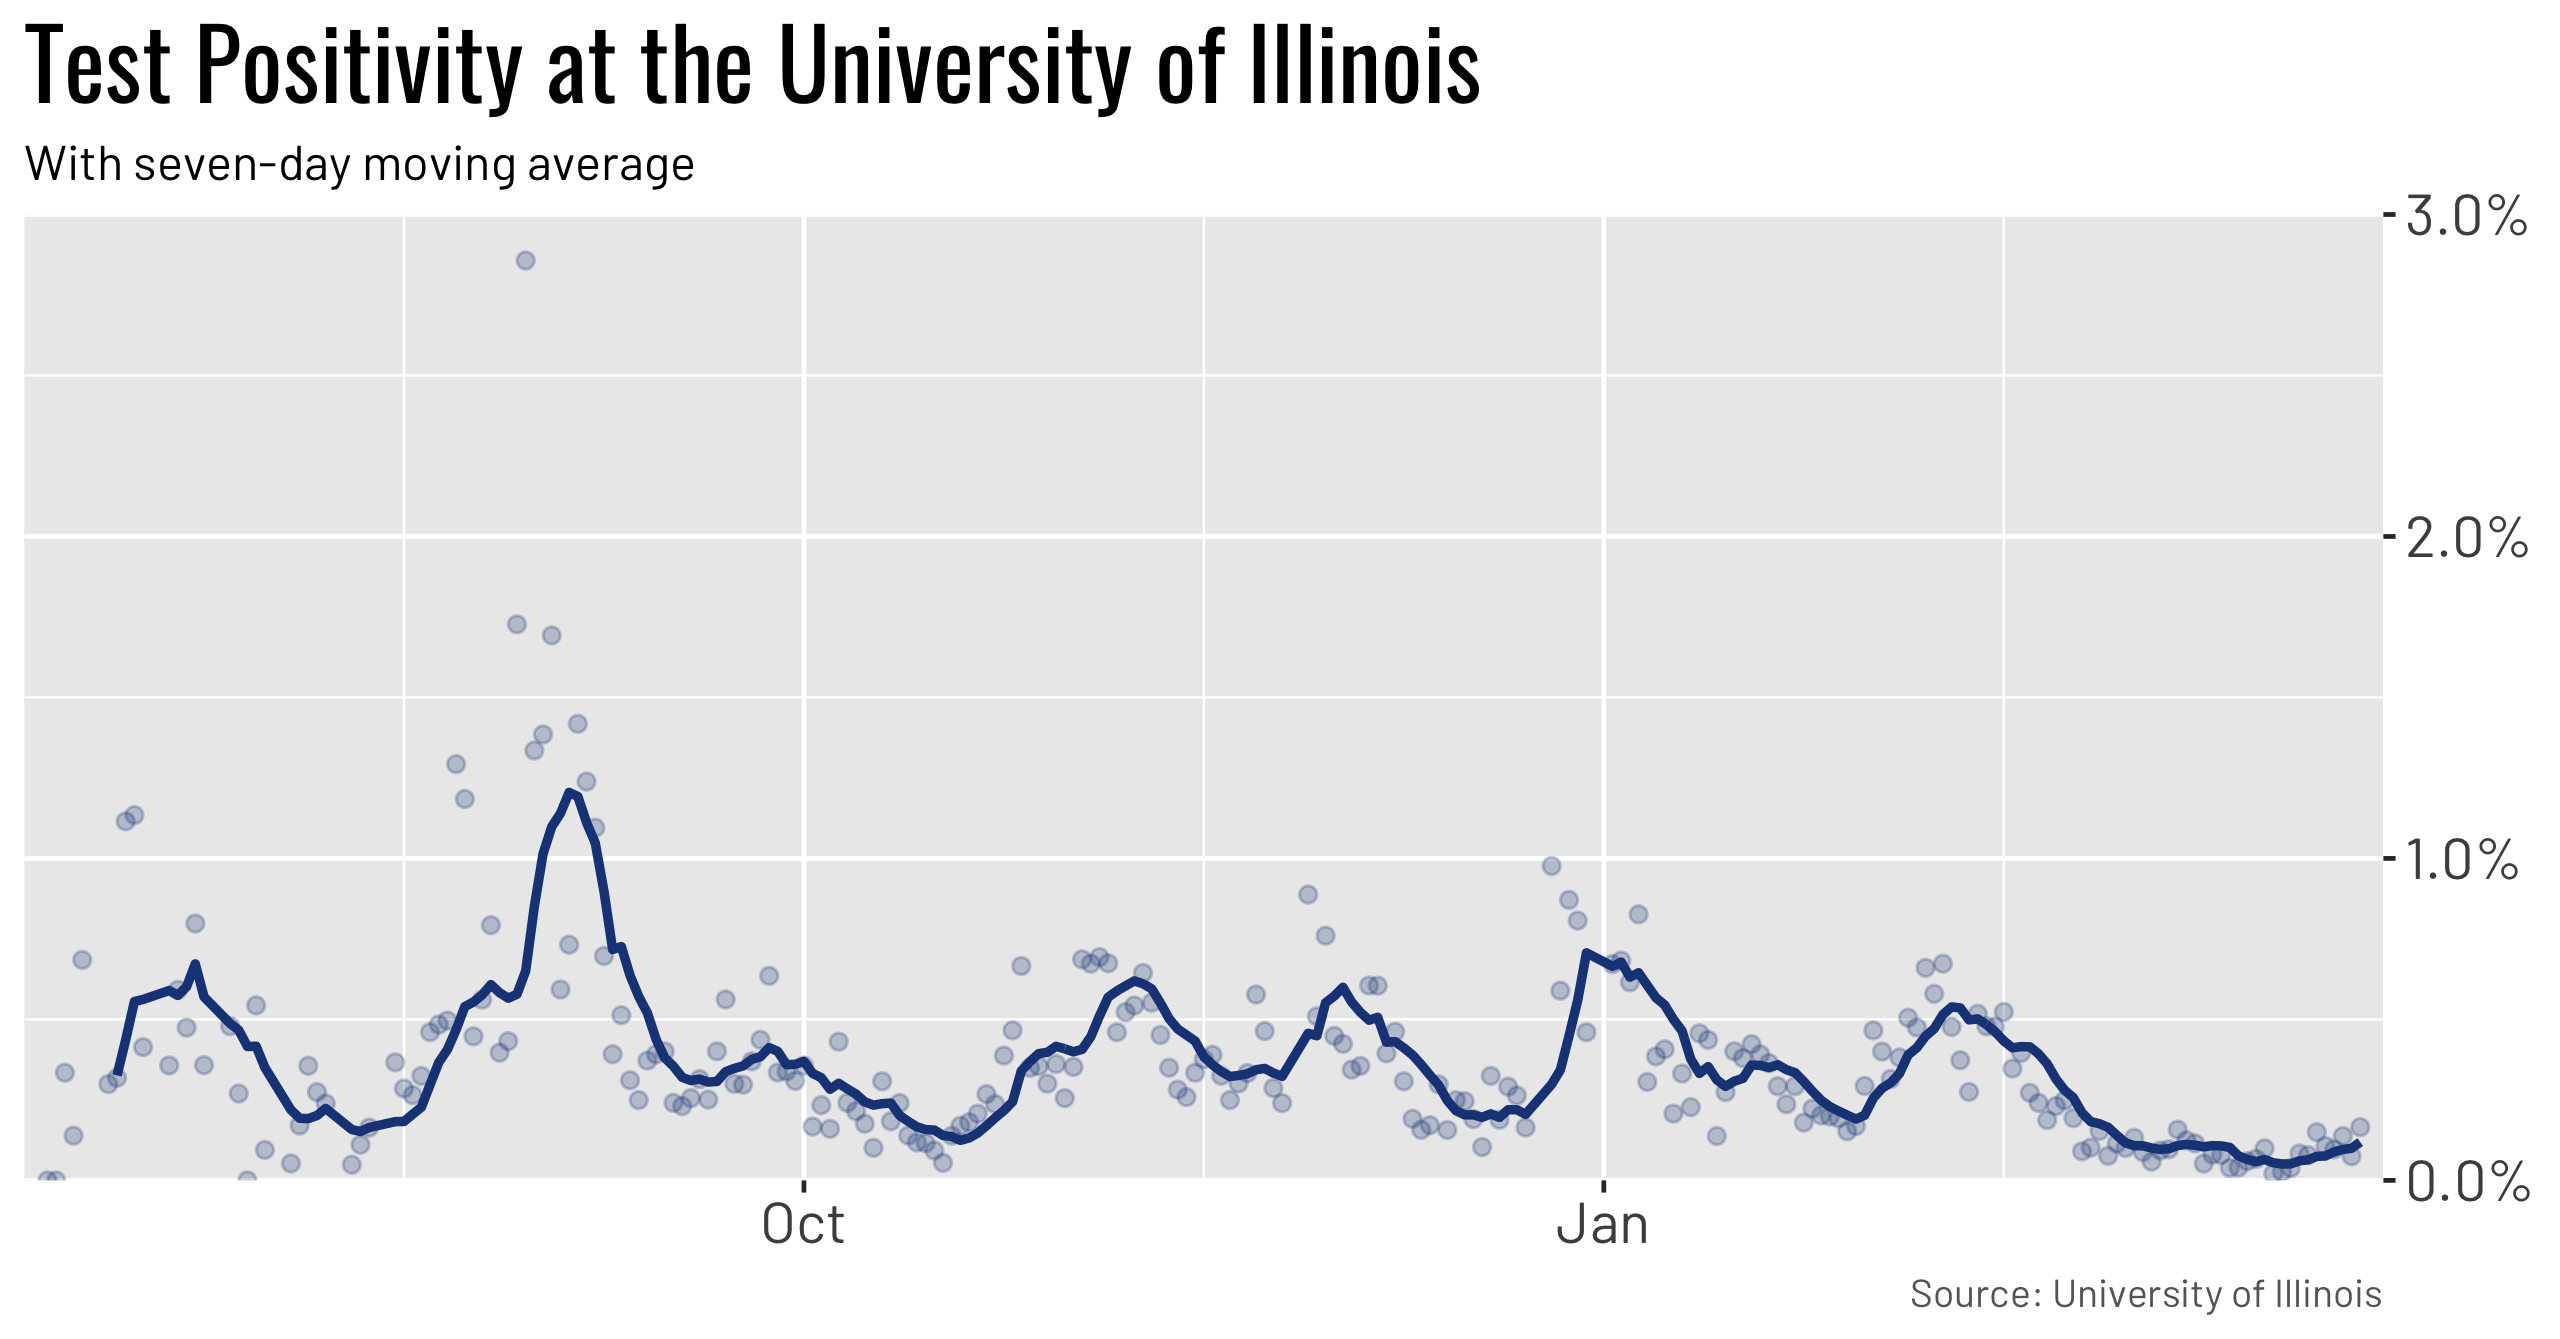 Test Positivity at the University of Illinois
With seven-day moving average
3.0%
2.0%
1.0%
0.0%
Oct
Jan
Source: University of Illinois